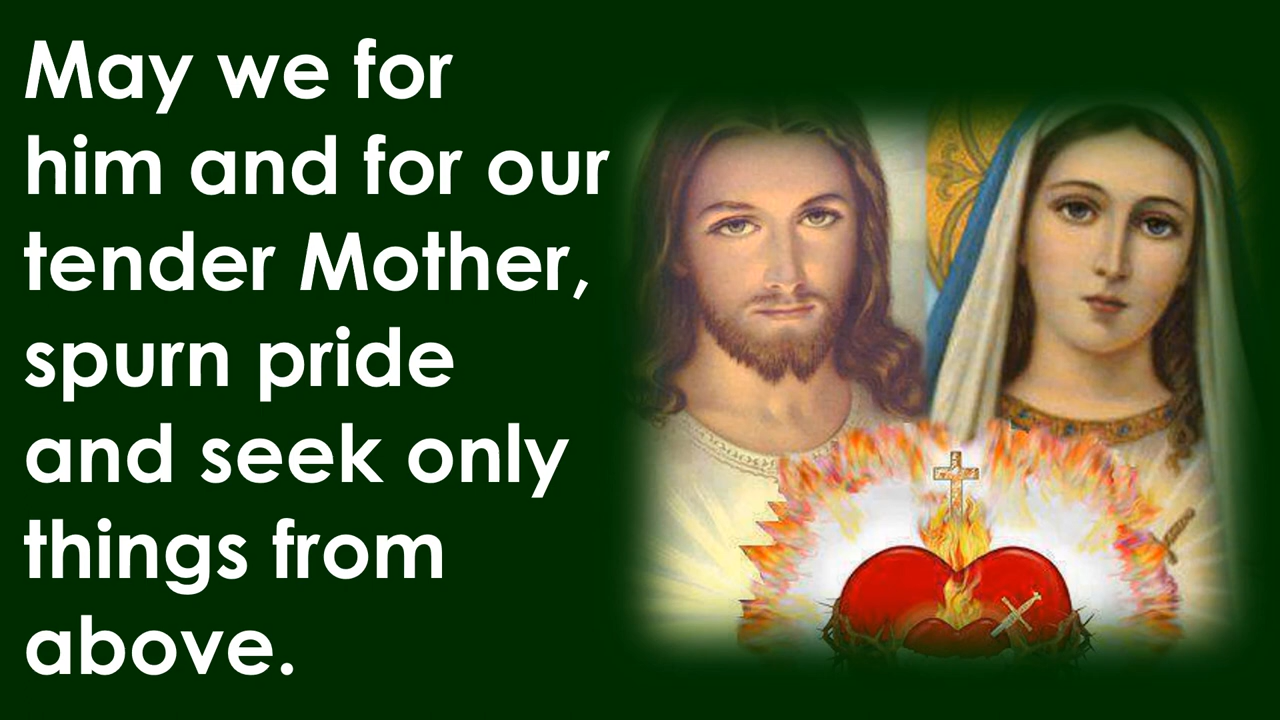 May we for
him and for our
tender Mother,
spurn pride
and seek only
things from
above.